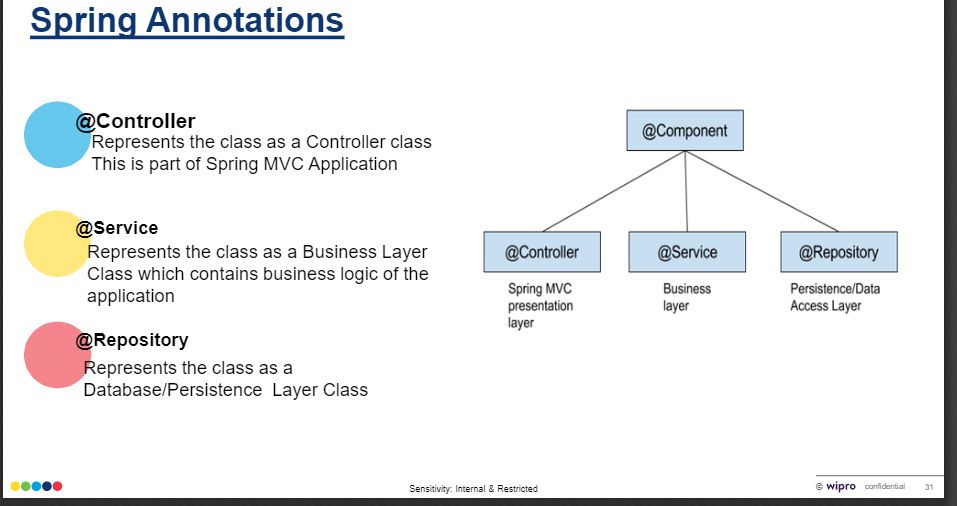 Spring Annotations
@Controller
Represents the class as a Controller class
This is part of Spring MVC Application
@Service
Represents the class as a Business Layer
Class which contains business logic of the
application
@Repository
Represents the class as a
Database/Persistence Layer Class
@Component
@Controller
@Service
@Repository
Spring MVC
presentation
layer
Business
layer
Persistence/Data
Access Layer
Sensitivity: Internal & Restricted
© wipro confidential 31